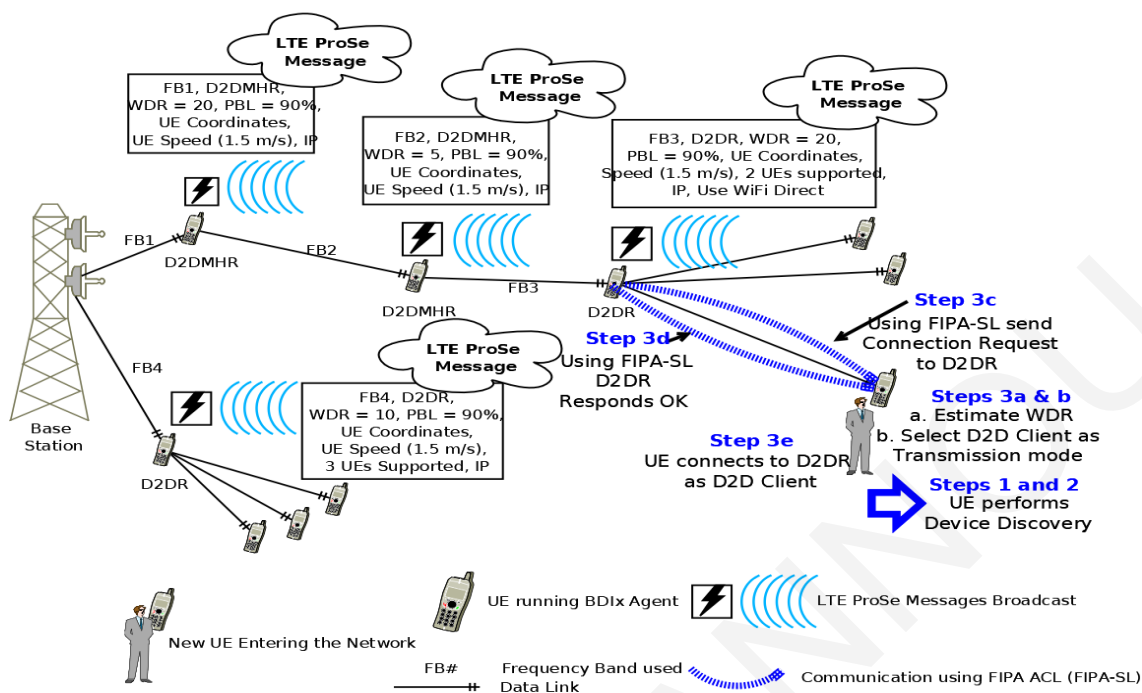 LTE ProSe
Message
FB1, D2DMHR,
WDR = 20, PBL = 90%,
UE Coordinates,
UE Speed (1.5 m/s), IP
LTE ProSe
Message
FB2, D2DMHR,
WDR = 5, PBL = 90%,
UE Coordinates,
UE Speed (1.5 m/s), IP
LTE ProSe
Message
FB3, D2DR, WDR = 20,
PBL = 90%, UE Coordinates,
Speed (1.5 m/s), 2 UEs supported,
IP, Use WiFi Direct
FB1
D2DMHR
FB2
D2DMHR
FB3
D2DR
Step 3c
Using FIPA-SL send
Connection Request
to D2DR
Step 3d
Using FIPA-SL
D2DR
Responds OK
LTE ProSe
Message
FB4
FB4, D2DR,
WDR = 10, PBL = 90%,
UE Coordinates,
UE Speed (1.5 m/s),
3 UEs Supported, IP
Base
Station
D2DR
Steps 3a & b
a. Estimate WDR
b. Select D2D Client as
Transmission mode
Step 3e
UE connects to D2DR
as D2D Client
Steps 1 and 2
UE performs
Device Discovery
New UE Entering the Network
UE running BDIx Agent
LTE ProSe Messages Broadcast
FB#
Frequency Band used
Data Link
Communication using FIPA ACL (FIPA-SL)